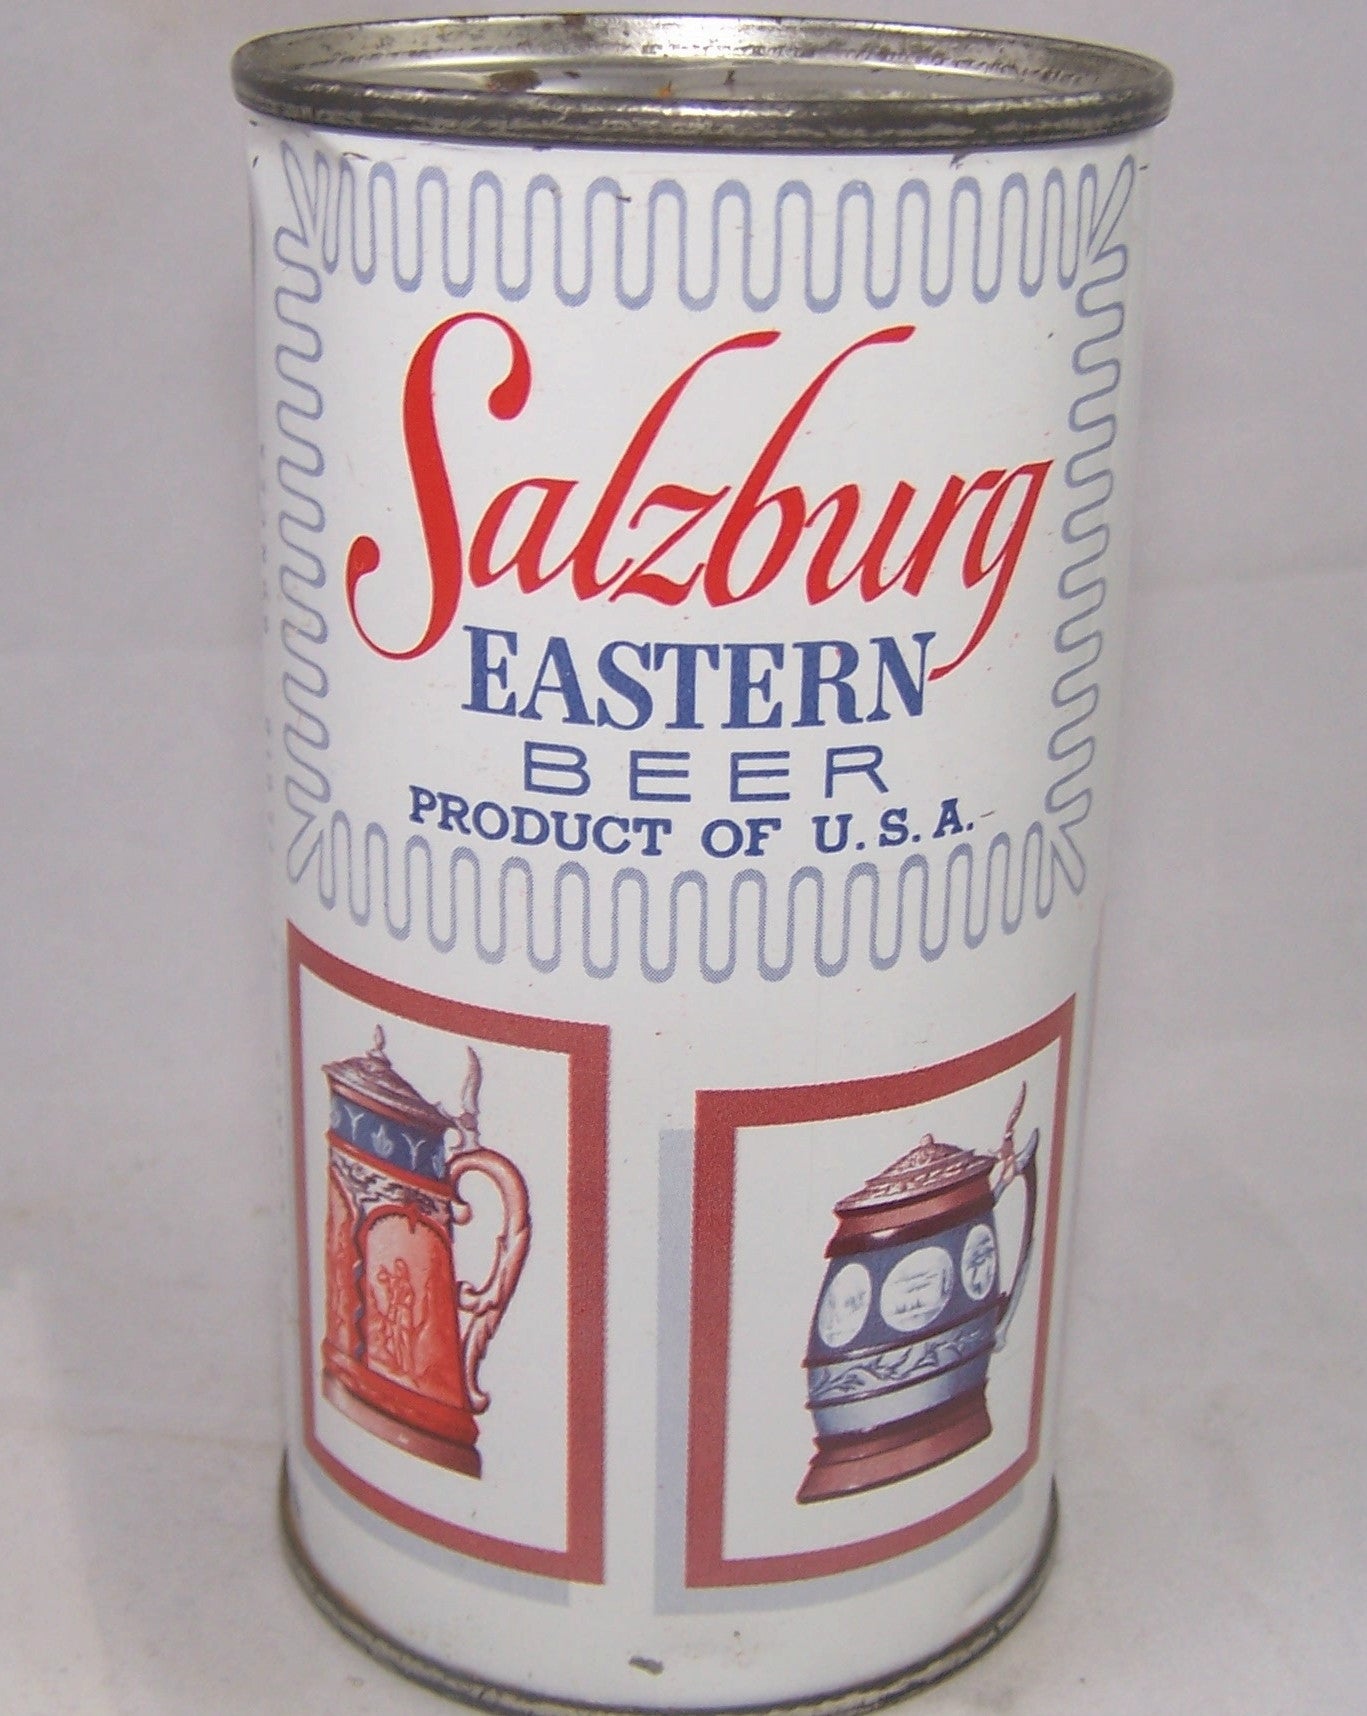 Salzburg
EASTERN
BEER
PRODUCT OF U.S.A.